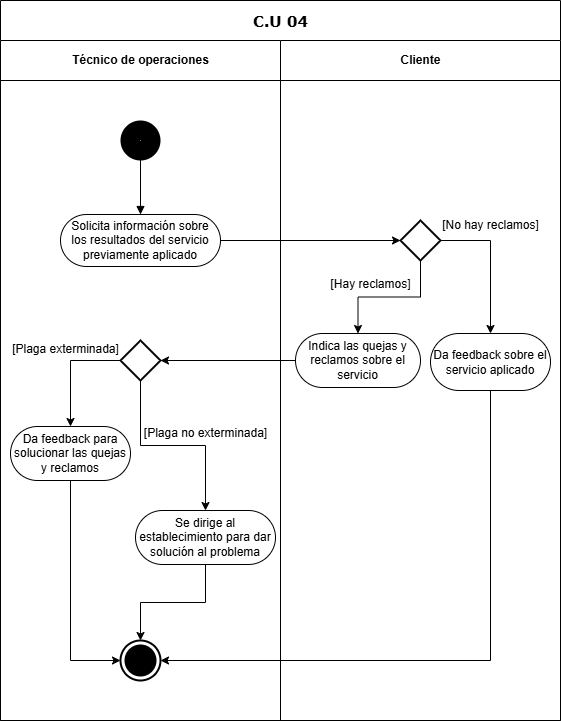 C.U 04
Técnico de operaciones
Cliente
Solicita información sobre
los resultados del servicio
previamente aplicado
[No hay reclamos]
[Hay reclamos]
Indica las quejas y
reclamos sobre el
servicio
Da feedback sobre el
servicio aplicado
[Plaga exterminada]
[Plaga no exterminada]
Da feedback para
solucionar las quejas
y reclamos
Se dirige al
establecimiento para dar
solución al problema